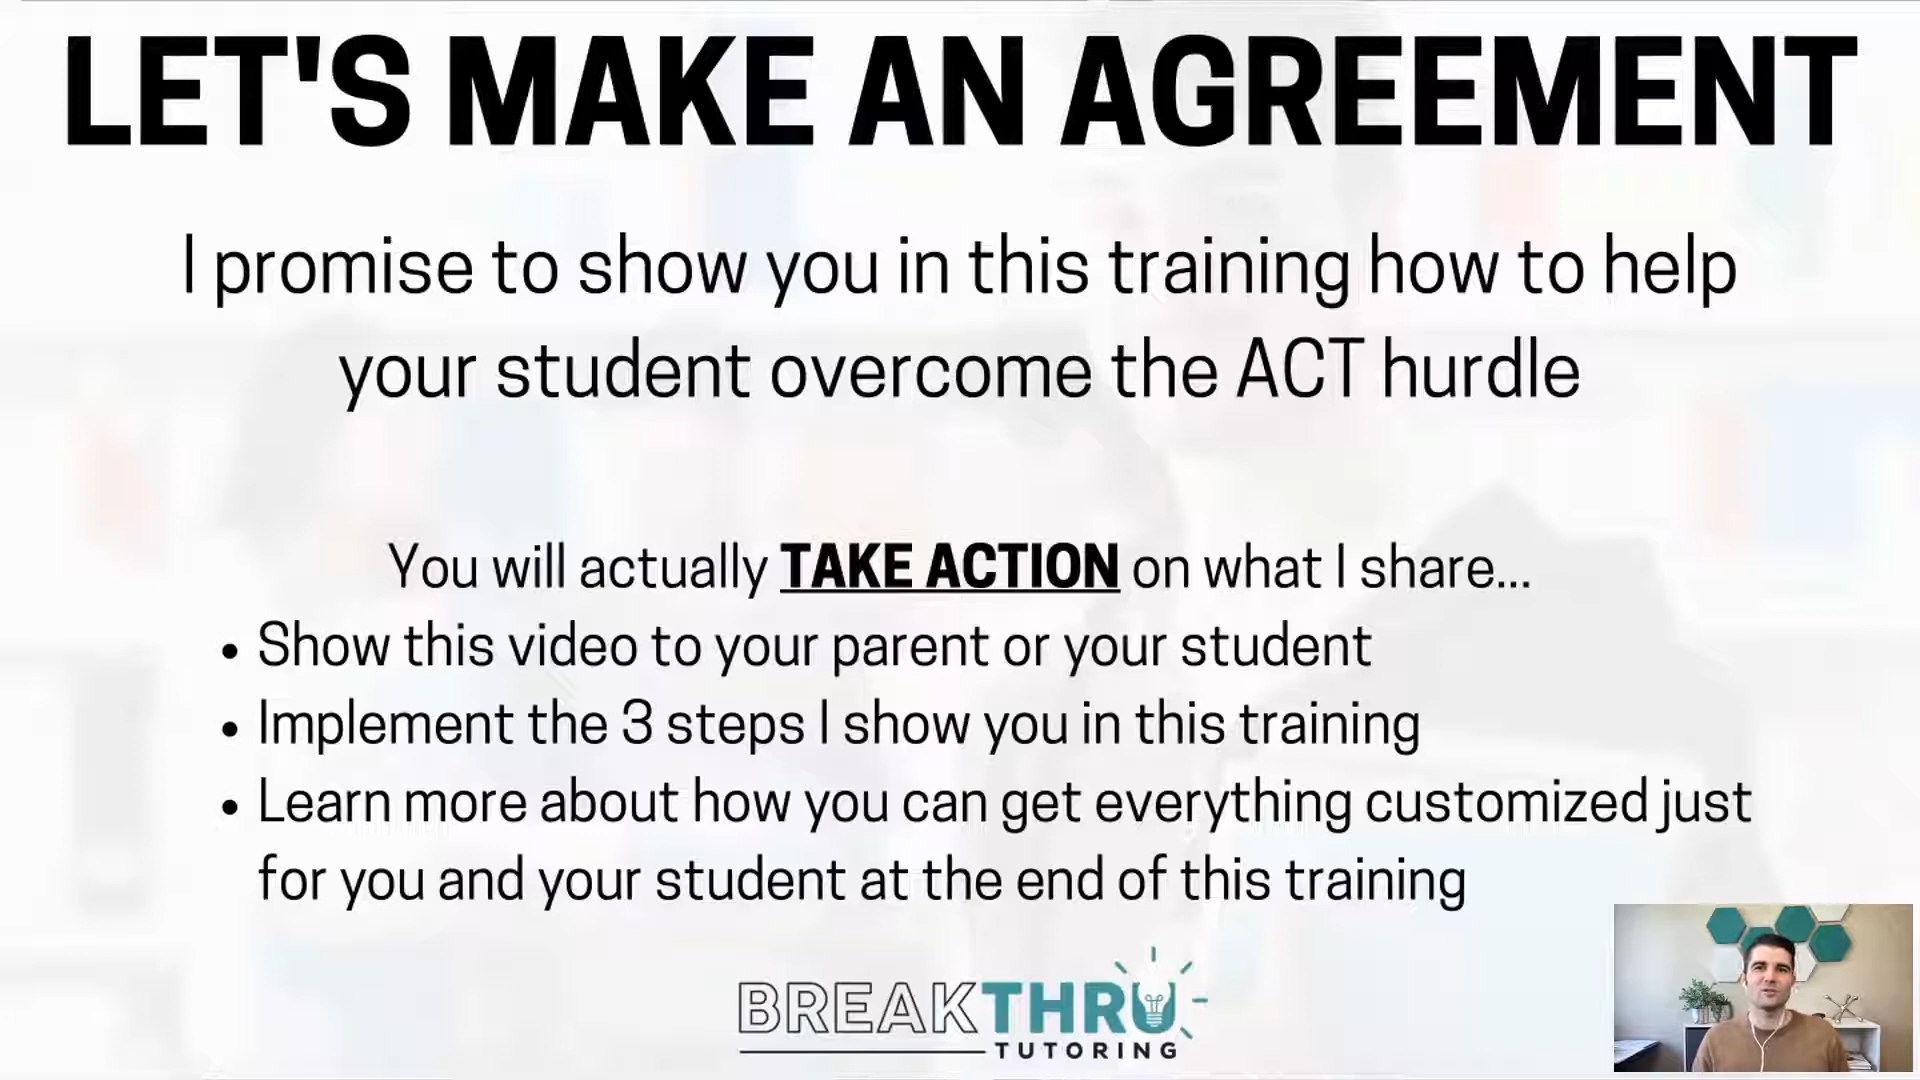 LET'S MAKE AN AGREEMENT
I promise to show you in this training how to help
your student overcome the ACT hurdle
You will actually TAKE ACTION on what I share...
• Show this video to your parent or your student
• Implement the 3 steps I show you in this training
• Learn more about how you can get everything customized just
for you and your student at the end of this training
BREAKTHRU
TUTORING